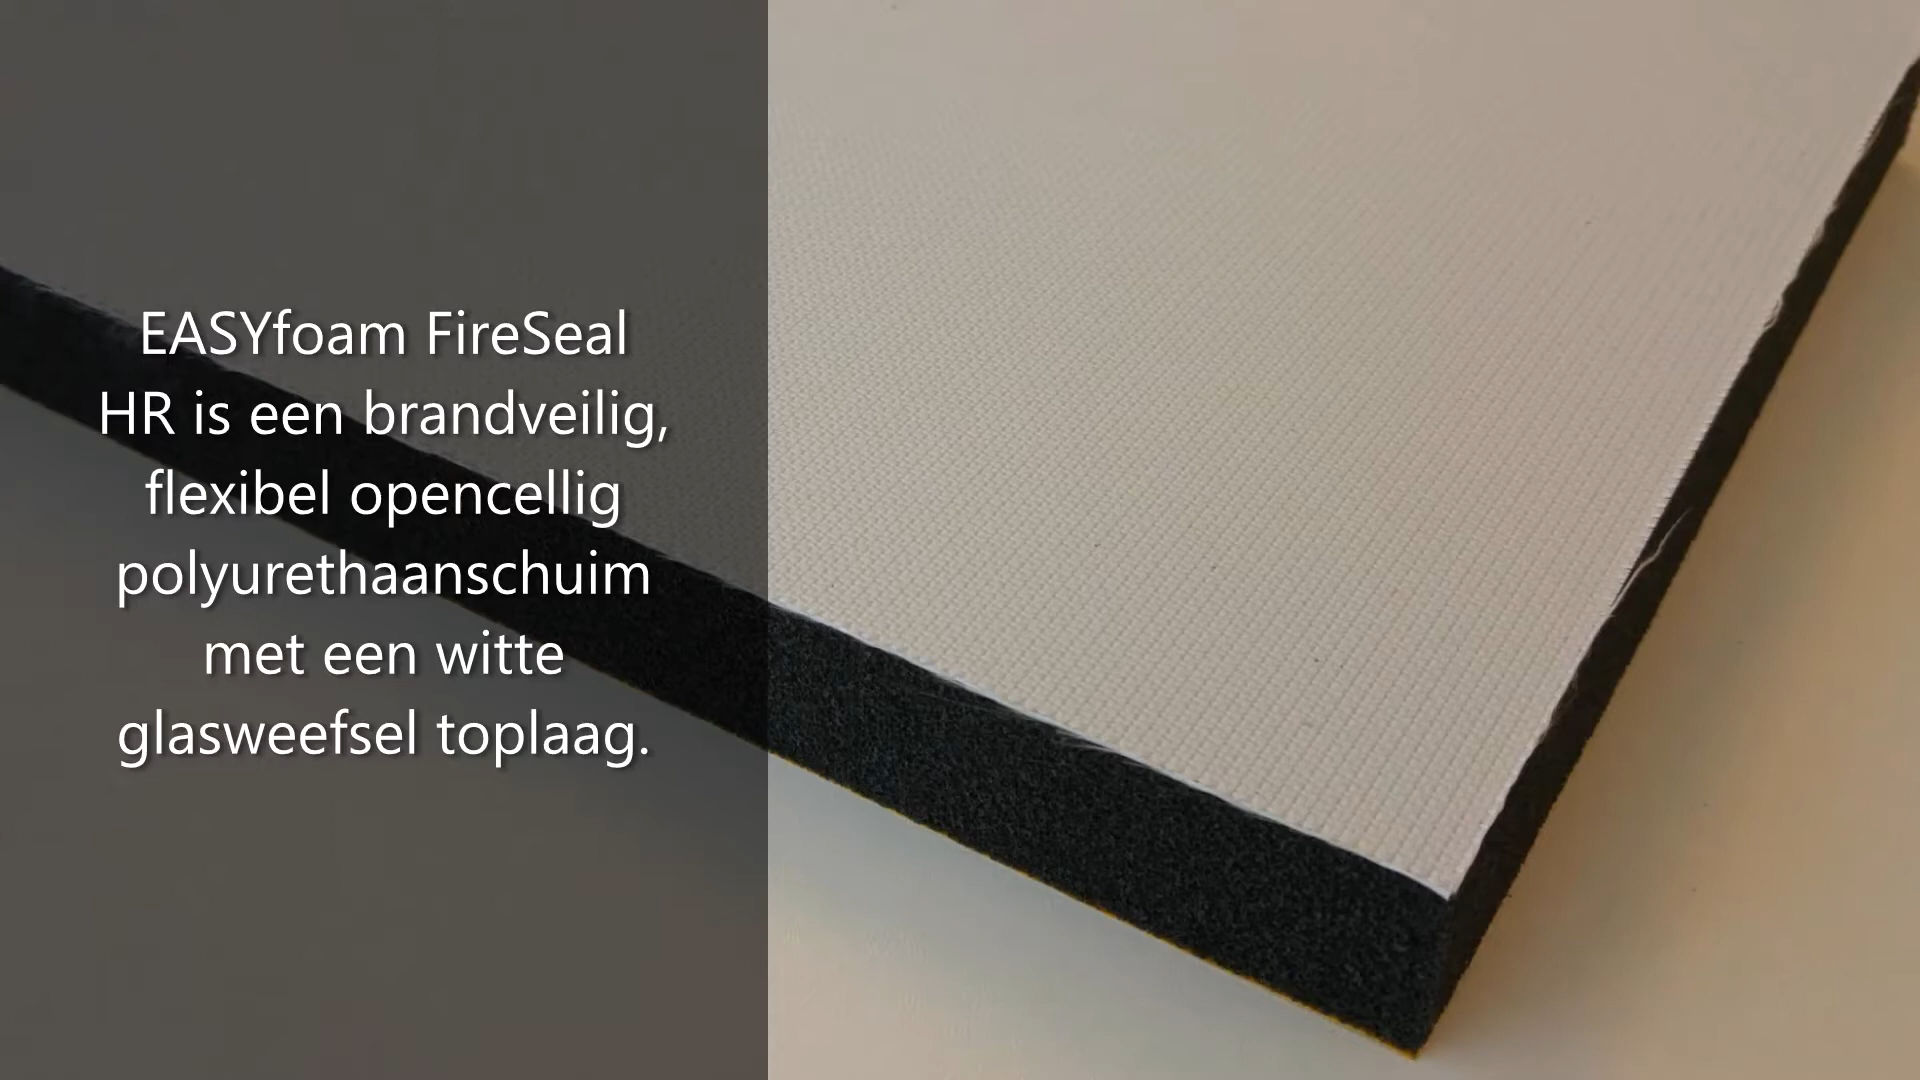 EASYfoam FireSeal
HR is een brandveilig,
flexibel opencellig
polyurethaanschuim
met een witte
glasweefsel toplaag.